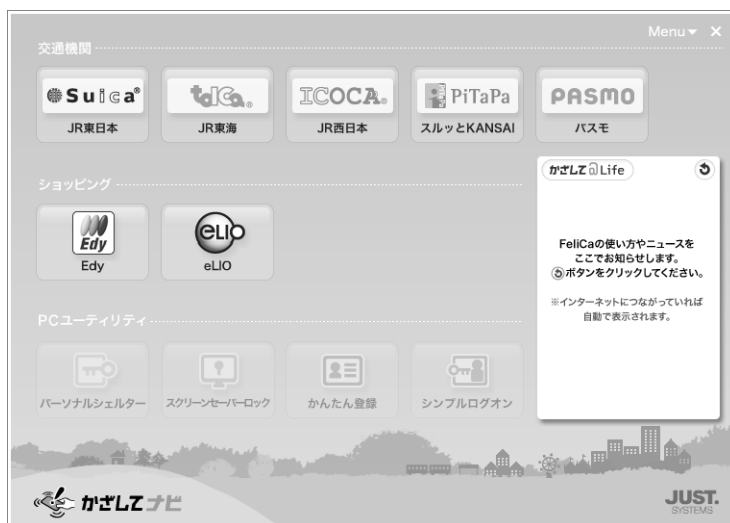 Menu
交通機関
Suica®
TOICA®
ICOCA®
PiTaPa
PASMO
JR東日本
JR東海
JR西日本
スルッとKANSAI
パスモ
ショッピング
Edy
eLIO
Edy
eLIO
かざして@Life
FeliCaの使い方やニュースを
ここでお知らせします。
ボタンをクリックしてください。
※インターネットにつながっていれば
自動で表示されます。
PCユーティリティ
パーソナルシェルター
スクリーンセーバーロック
かんたん登録
シンプルログオン
かざしてナビ
JUST.
SYSTEMS